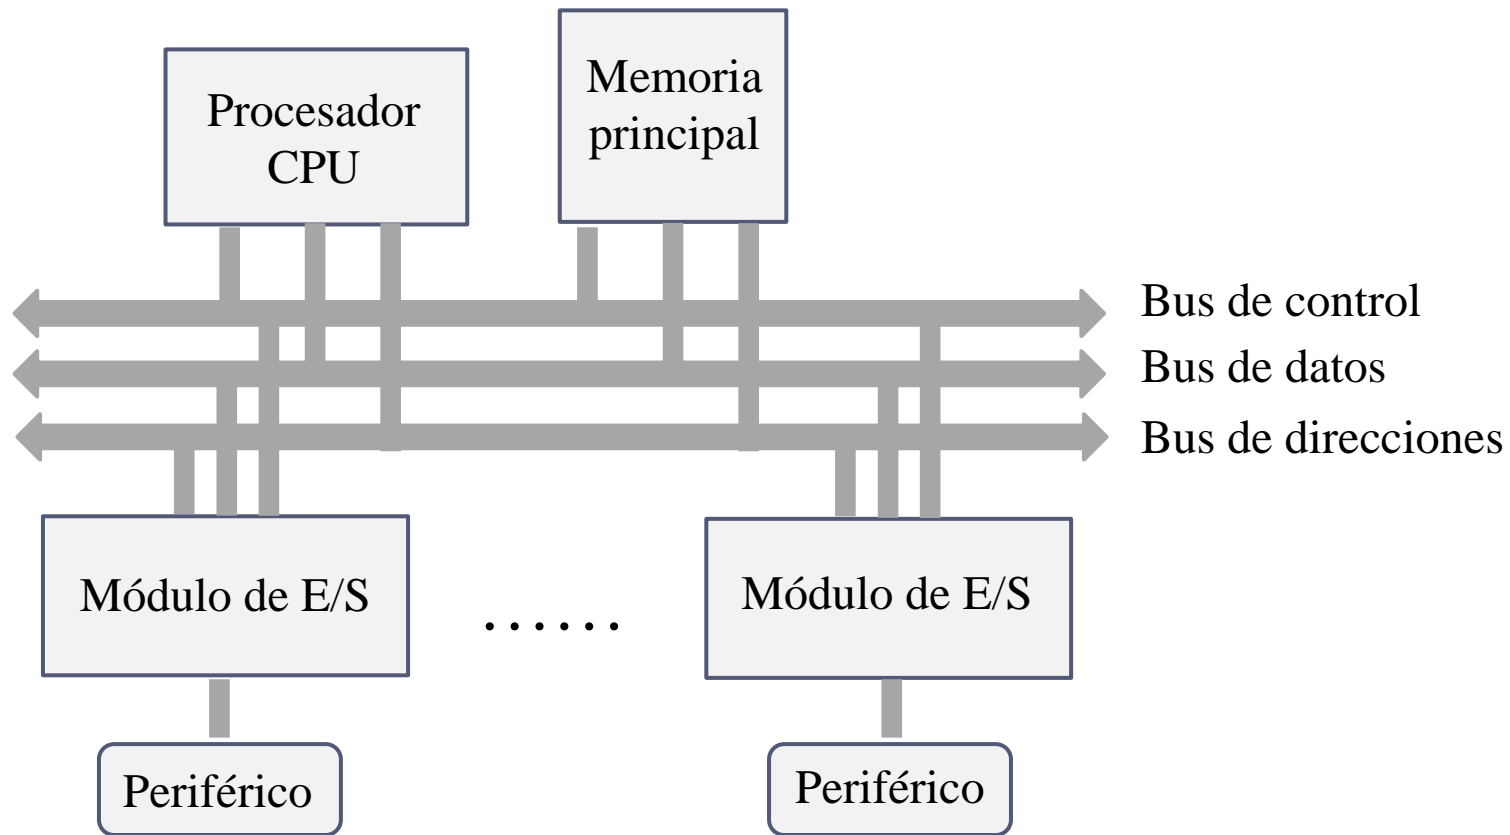 Procesador
CPU
Memoria
principal
Bus de control
Bus de datos
Bus de direcciones
Módulo de E/S
......
Módulo de E/S
Periférico
Periférico